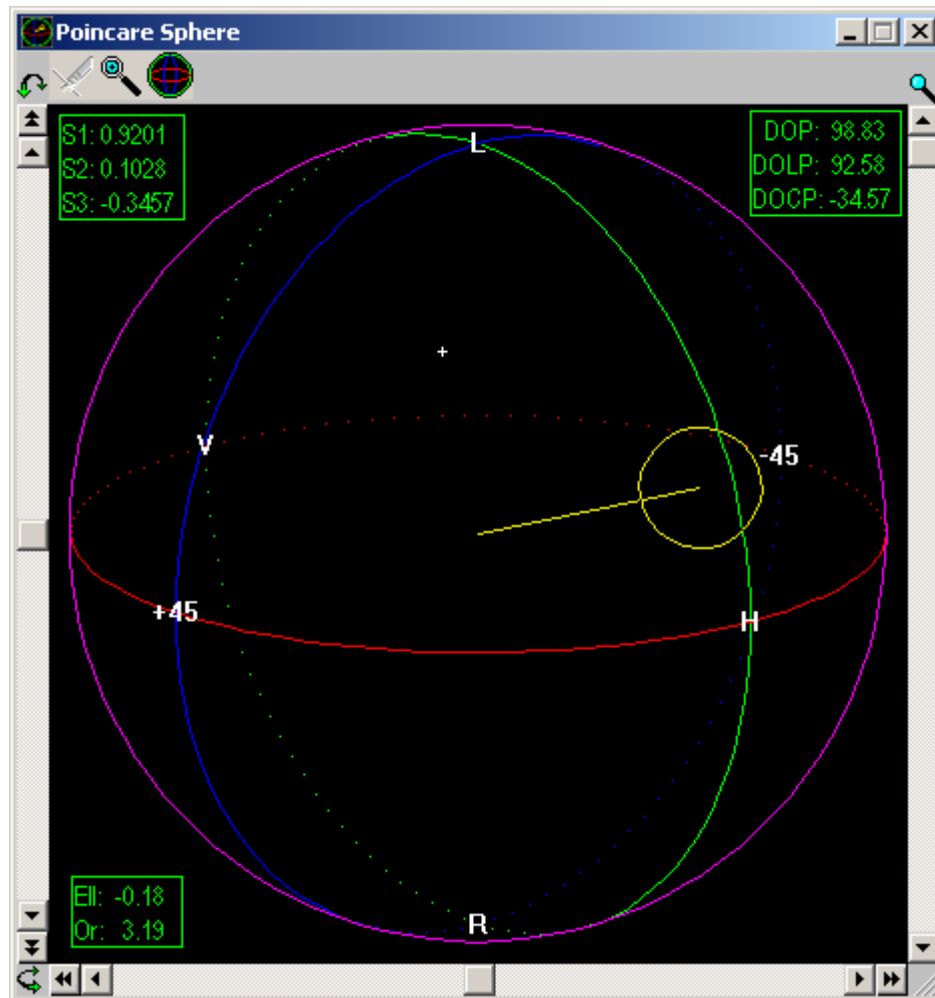 Poincare Sphere
S1: 0.9201
S2: 0.1028
S3: -0.3457
DOP: 98.83
DOLP: 92.58
DOCP: -34.57
L
V
-45
+45
H
R
Ell: -0.18
Or: 3.19